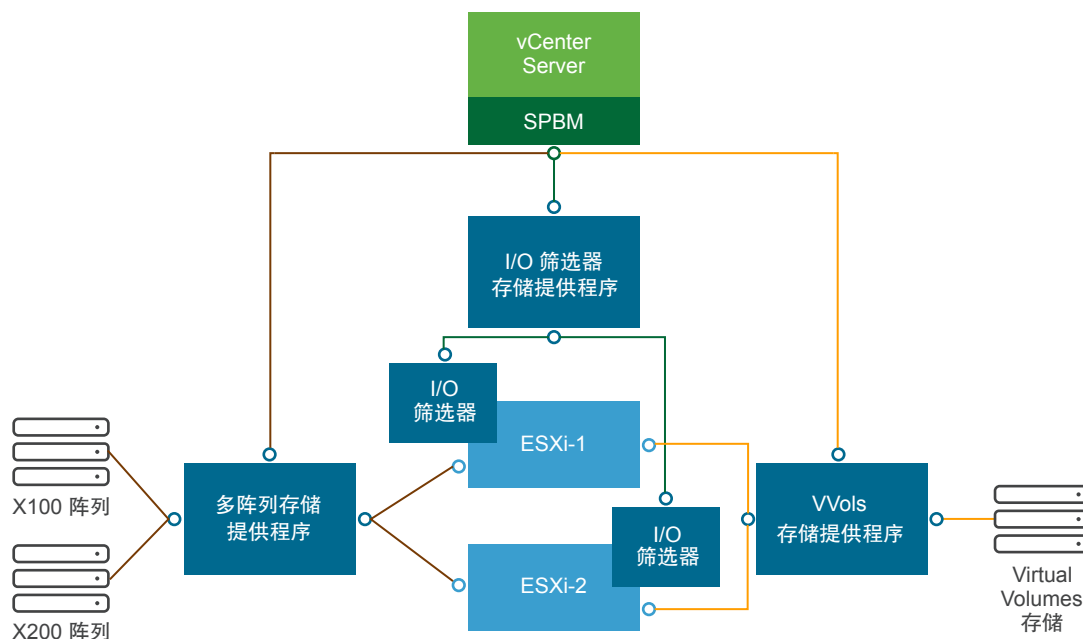 vCenter
Server
SPBM
I/O 筛选器
存储提供程序
I/O
筛选器
ESXi-1
X100 阵列
多阵列存储
提供程序
VVols
存储提供程序
I/O
筛选器
ESXi-2
X200 阵列
Virtual
Volumes
存储